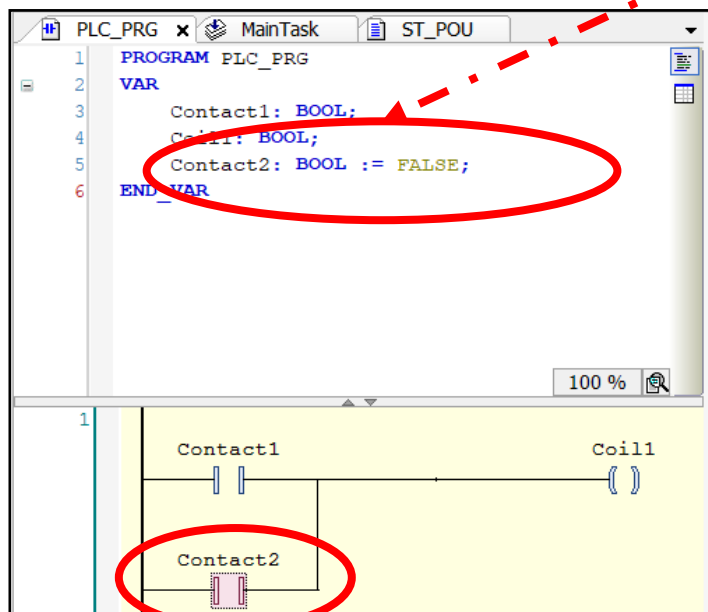 PLC_PRG x MainTask ST_POU
1 PROGRAM PLC_PRG
2 VAR
3 Contact1: BOOL;
4 Coil1: BOOL;
5 Contact2: BOOL := FALSE;
6 END_VAR
100 %
1
Contact1 Coil1
Contact2